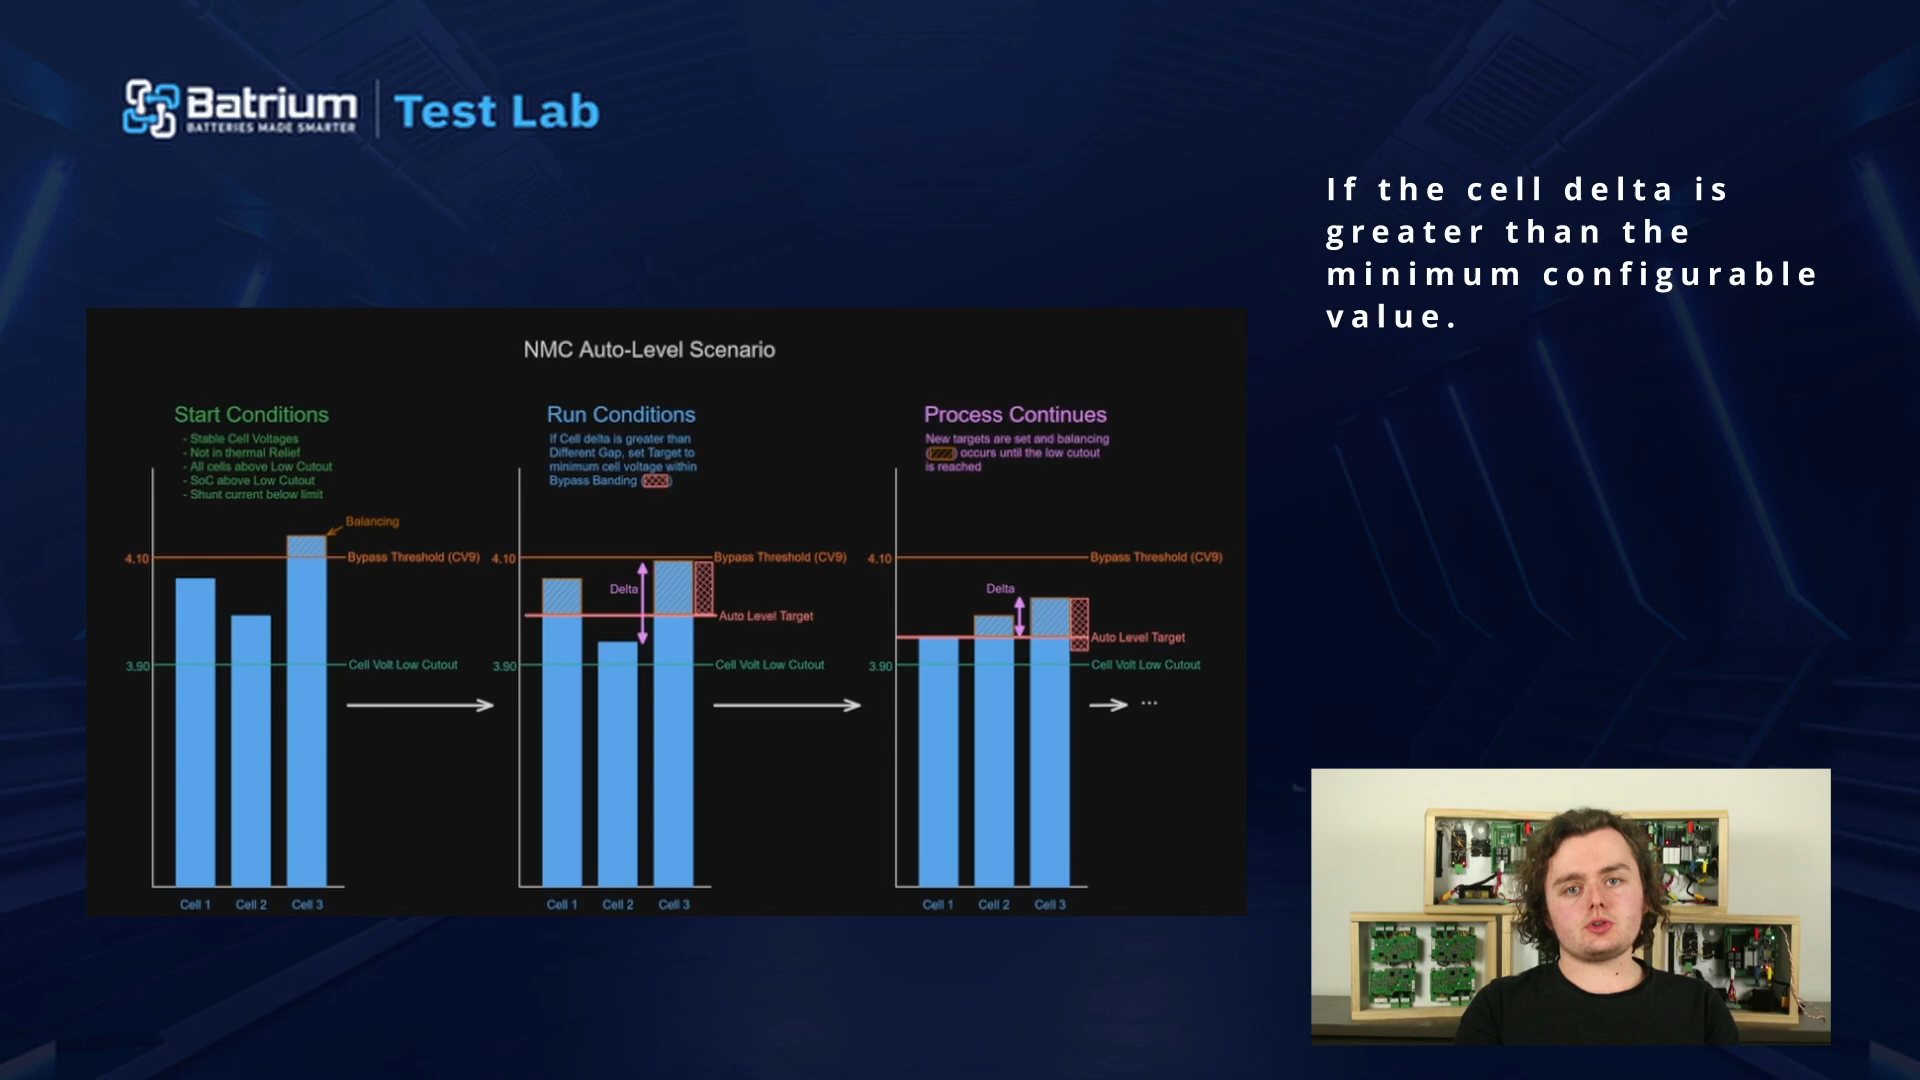 Batrium
BATTERIES MADE SMARTER
Test Lab
If the cell delta is
greater than the
minimum configurable
value.
NMC Auto-Level Scenario
Start Conditions
- Stable Cell Voltages
- Not in thermal Relief
- All cells above Low Cutout
- SoC above Low Cutout
- Shunt current below limit
Balancing
4.10
Bypass Threshold (CV9)
3.90
Cell Volt Low Cutout
Cell 1
Cell 2
Cell 3
Run Conditions
If Cell delta is greater than
Different Gap, set Target to
minimum cell voltage within
Bypass Banding ( )
4.10
Bypass Threshold (CV9)
Delta
Auto Level Target
3.90
Cell Volt Low Cutout
Cell 1
Cell 2
Cell 3
Process Continues
New targets are set and balancing
( ) occurs until the low cutout
is reached
4.10
Bypass Threshold (CV9)
Delta
Auto Level Target
3.90
Cell Volt Low Cutout
...
Cell 1
Cell 2
Cell 3